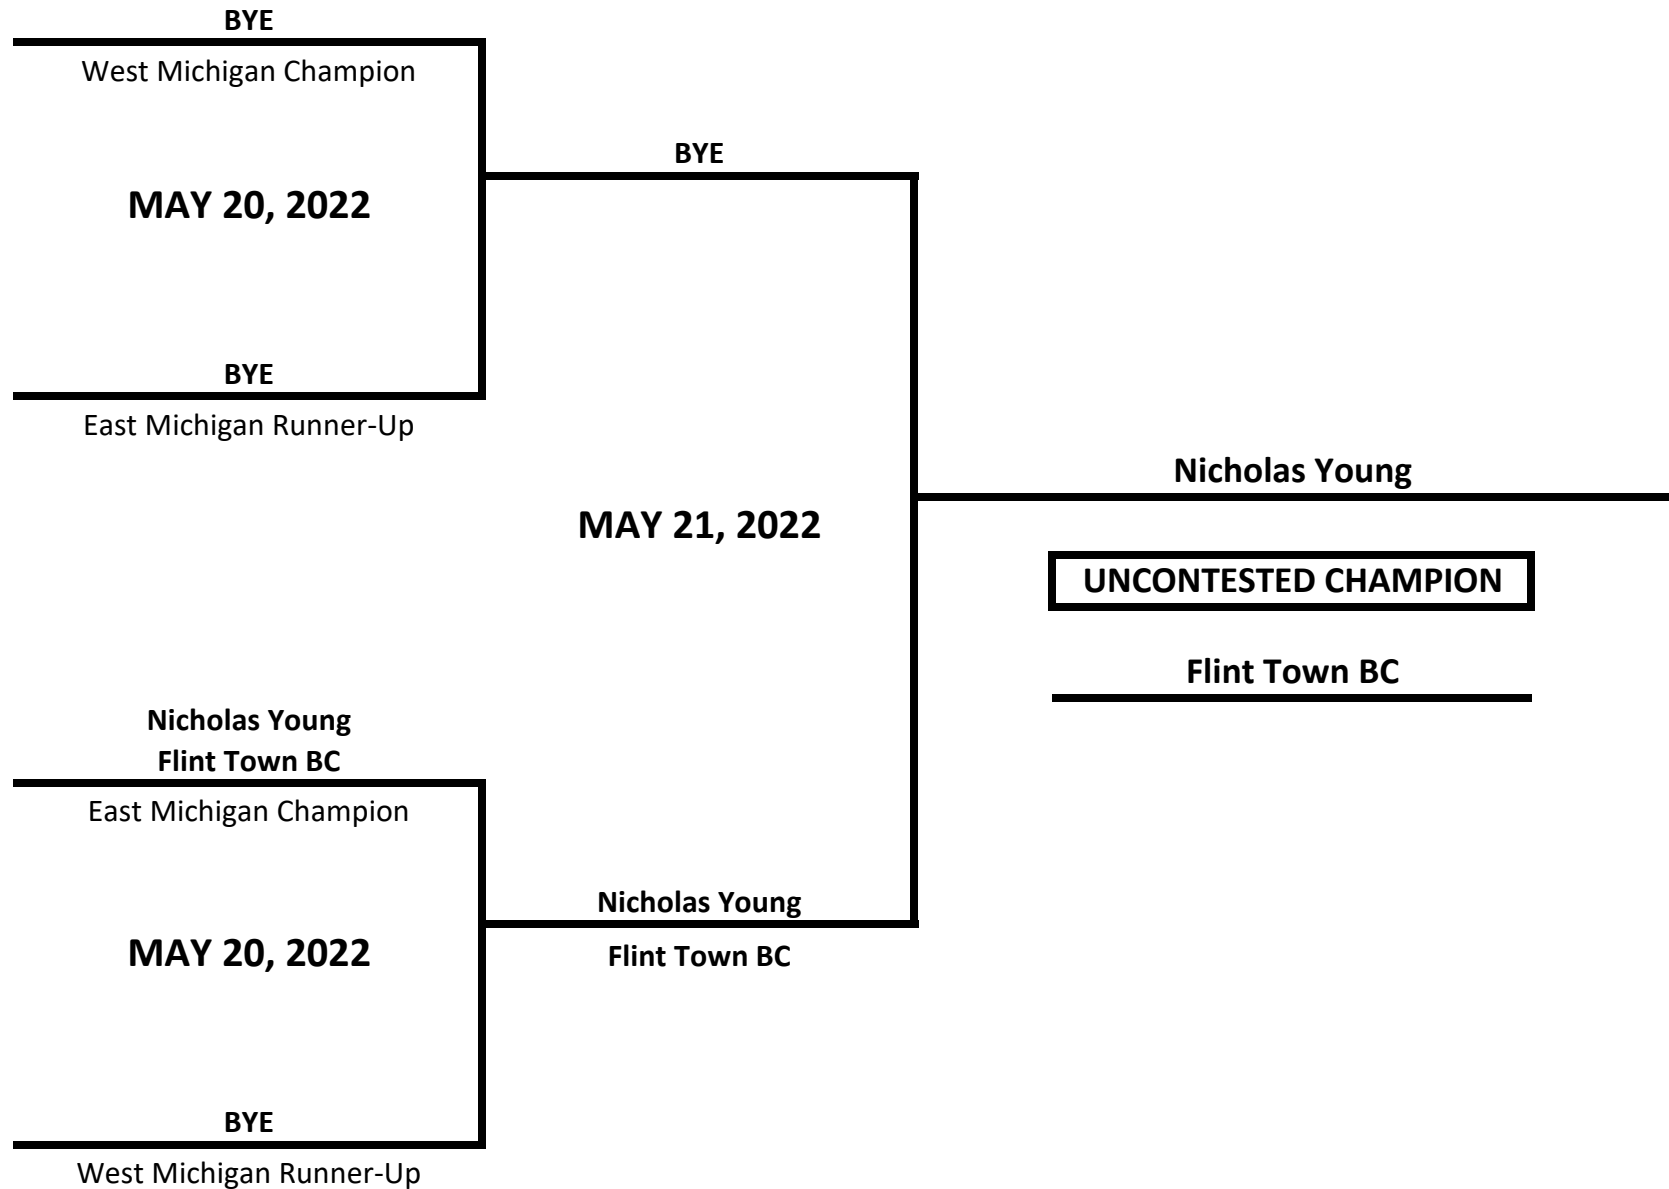 BYE
West Michigan Champion
MAY 20, 2022
BYE
East Michigan Runner-Up
BYE
MAY 21, 2022
Nicholas Young
UNCONTESTED CHAMPION
Flint Town BC
Nicholas Young
Flint Town BC
East Michigan Champion
MAY 20, 2022
Nicholas Young
Flint Town BC
BYE
West Michigan Runner-Up